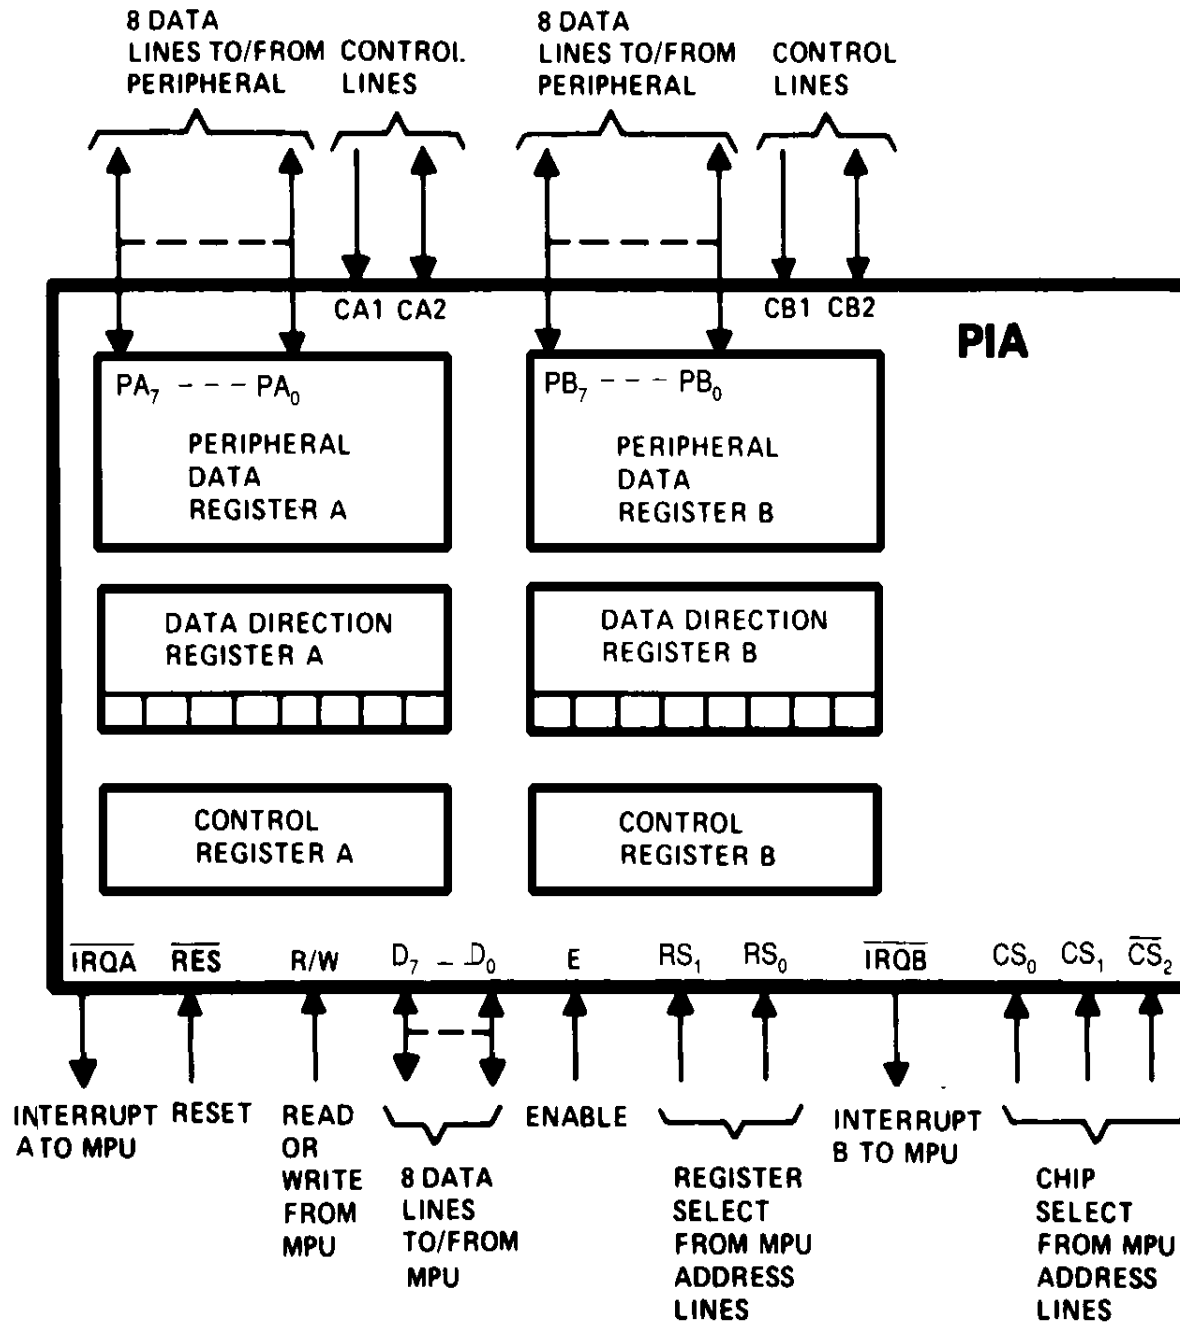 8 DATA
LINES TO/FROM
PERIPHERAL
CONTROL
LINES
8 DATA
LINES TO/FROM
PERIPHERAL
CONTROL
LINES
CA1 CA2
CB1 CB2
PIA
PA₇ - - - PA₀
PERIPHERAL
DATA
REGISTER A
PB₇ - - - PB₀
PERIPHERAL
DATA
REGISTER B
DATA DIRECTION
REGISTER A
DATA DIRECTION
REGISTER B
CONTROL
REGISTER A
CONTROL
REGISTER B
I̅R̅Q̅A̅ R̅E̅S̅ R/W D₇ – D₀ E RS₁ RS₀ I̅R̅Q̅B̅ CS₀ CS₁ C̅S̅₂
INTERRUPT
A TO MPU
RESET
READ
OR
WRITE
FROM
MPU
8 DATA
LINES
TO/FROM
MPU
ENABLE
REGISTER
SELECT
FROM MPU
ADDRESS
LINES
INTERRUPT
B TO MPU
CHIP
SELECT
FROM MPU
ADDRESS
LINES